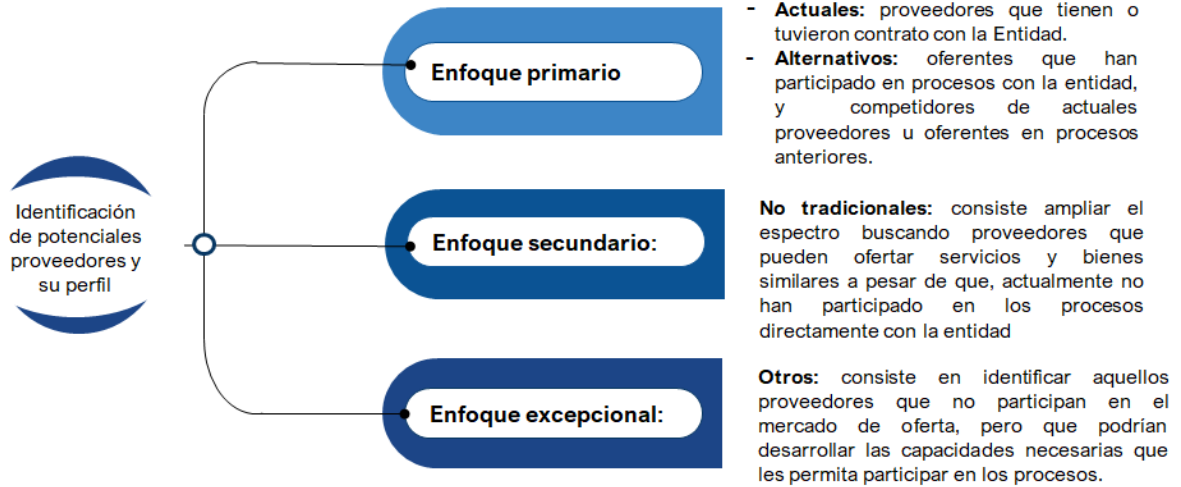 Identificación
de potenciales
proveedores y
su perfil
Enfoque primario
- Actuales: proveedores que tienen o
tuvieron contrato con la Entidad.
- Alternativos: oferentes que han
participado en procesos con la entidad,
y competidores de actuales
proveedores u oferentes en procesos
anteriores.
Enfoque secundario:
No tradicionales: consiste ampliar el
espectro buscando proveedores que
pueden ofertar servicios y bienes
similares a pesar de que, actualmente no
han participado en los procesos
directamente con la entidad
Enfoque excepcional:
Otros: consiste en identificar aquellos
proveedores que no participan en el
mercado de oferta, pero que podrían
desarrollar las capacidades necesarias que
les permita participar en los procesos.